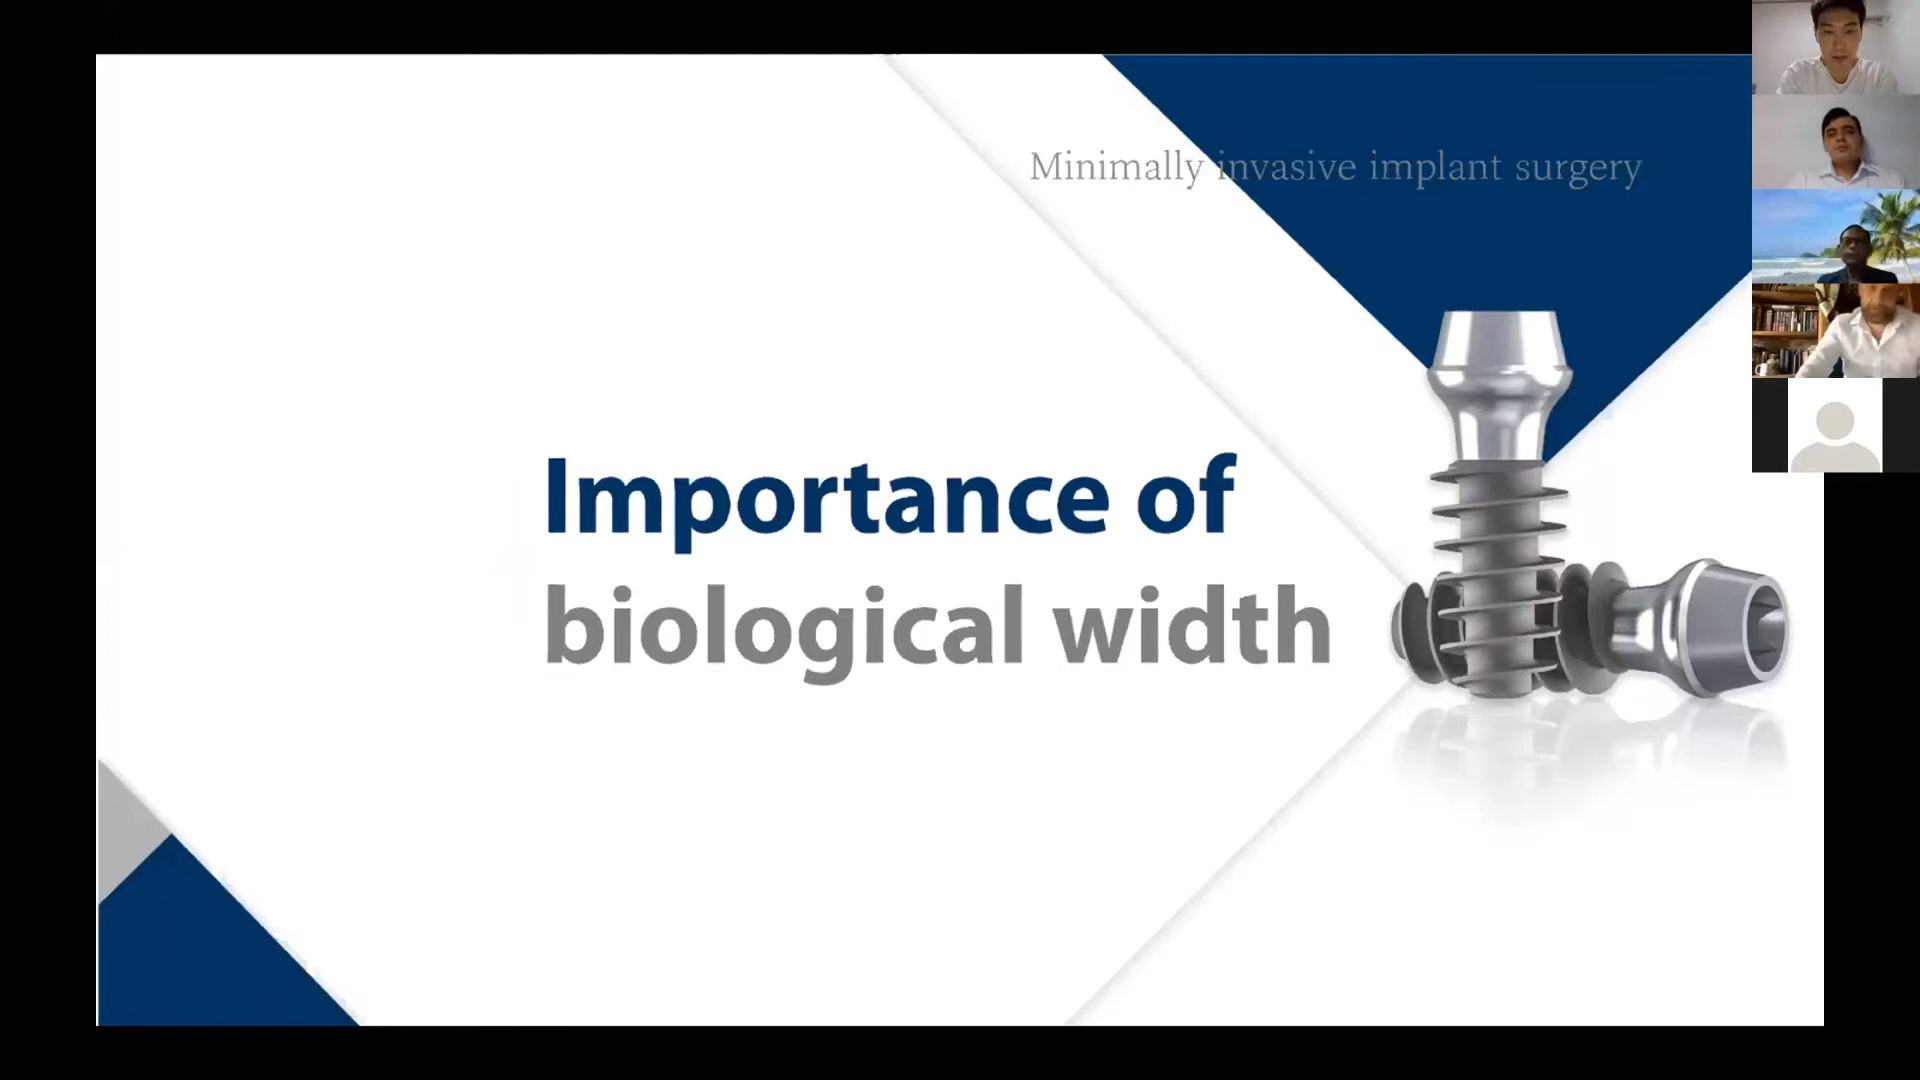 Minimally invasive implant surgery
Importance of
biological width